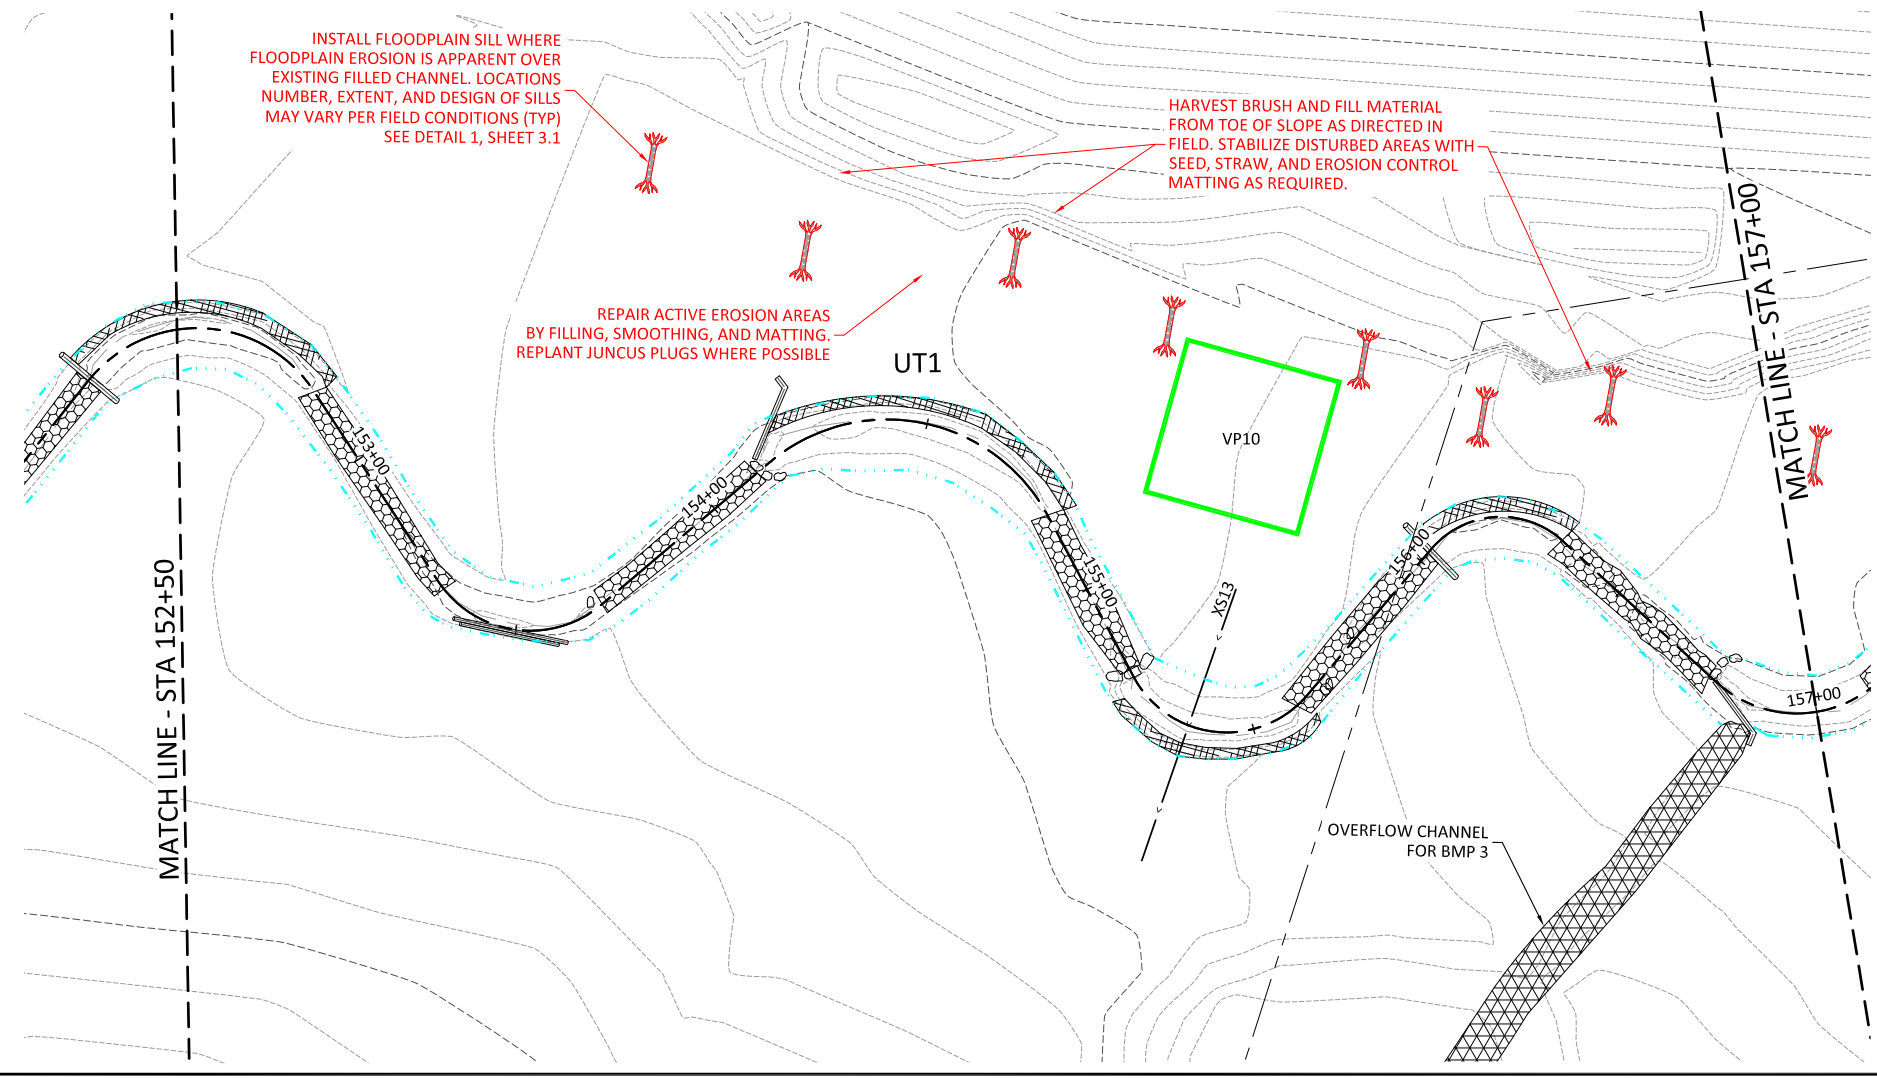 INSTALL FLOODPLAIN SILL WHERE
FLOODPLAIN EROSION IS APPARENT OVER
EXISTING FILLED CHANNEL. LOCATIONS
NUMBER, EXTENT, AND DESIGN OF SILLS
MAY VARY PER FIELD CONDITIONS (TYP)
SEE DETAIL 1, SHEET 3.1
HARVEST BRUSH AND FILL MATERIAL
FROM TOE OF SLOPE AS DIRECTED IN
FIELD. STABILIZE DISTURBED AREAS WITH
SEED, STRAW, AND EROSION CONTROL
MATTING AS REQUIRED.
REPAIR ACTIVE EROSION AREAS
BY FILLING, SMOOTHING, AND MATTING.
REPLANT JUNCUS PLUGS WHERE POSSIBLE
UT1
VP10
MATCH LINE - STA 152+50
MATCH LINE - STA 157+00
153+00
154+00
155+00
XS13
156+00
157+00
OVERFLOW CHANNEL
FOR BMP 3